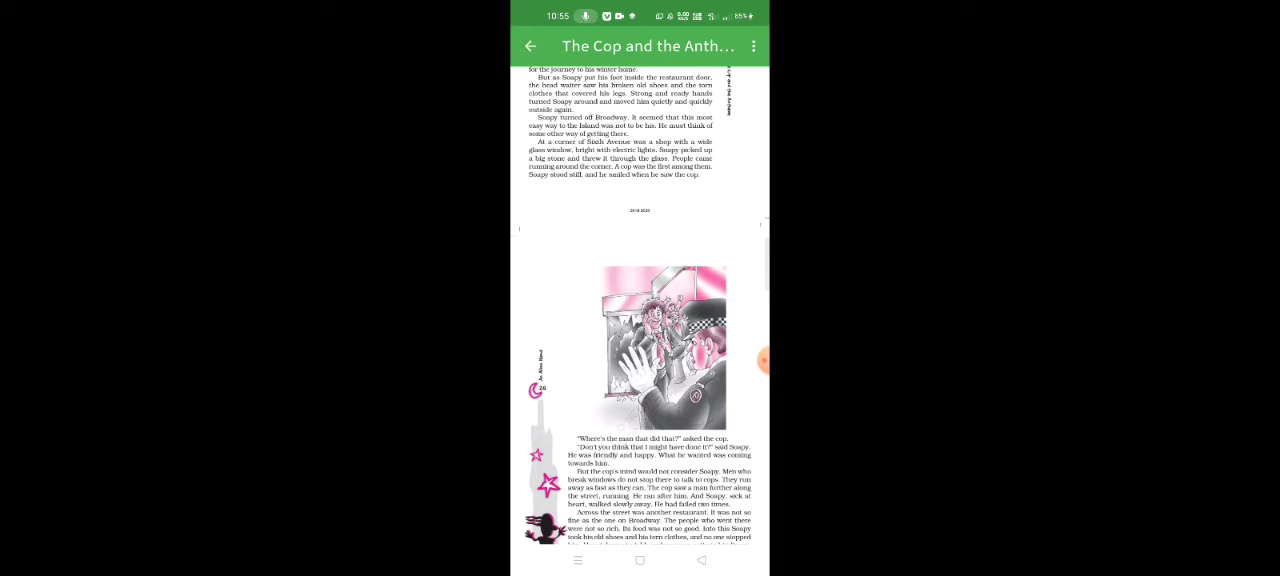 10:55
0.00
85%
The Cop and the Anth...
for the journey to his winter home.
But as Soapy put his foot inside the restaurant door,
the head waiter saw his broken old shoes and the torn
clothes that covered his legs. Strong and ready hands
turned Soapy around and moved him quietly and quickly
outside again.
Soapy turned off Broadway. It seemed that this most
easy way to the Island was not to be his. He must think of
some other way of getting there.
At a corner of Sixth Avenue was a shop with a wide
glass window, bright with electric lights. Soapy picked up
a big stone and threw it through the glass. People came
running around the corner. A cop was the first among them.
Soapy stood still, and he smiled when he saw the cop.
2019-2020
26
"Where's the man that did that?" asked the cop.
"Don't you think that I might have done it?" said Soapy.
He was friendly and happy. What he wanted was coming
towards him.
But the cop's mind would not consider Soapy. Men who
break windows do not stop there to talk to cops. They run
away as fast as they can. The cop saw a man further along
the street, running. He ran after him. And Soapy, sick at
heart, walked slowly away. He had failed two times.
Across the street was another restaurant. It was not so
fine as the one on Broadway. The people who went there
were not so rich. Its food was not so good. Into this Soapy
took his old shoes and his torn clothes, and no one stopped